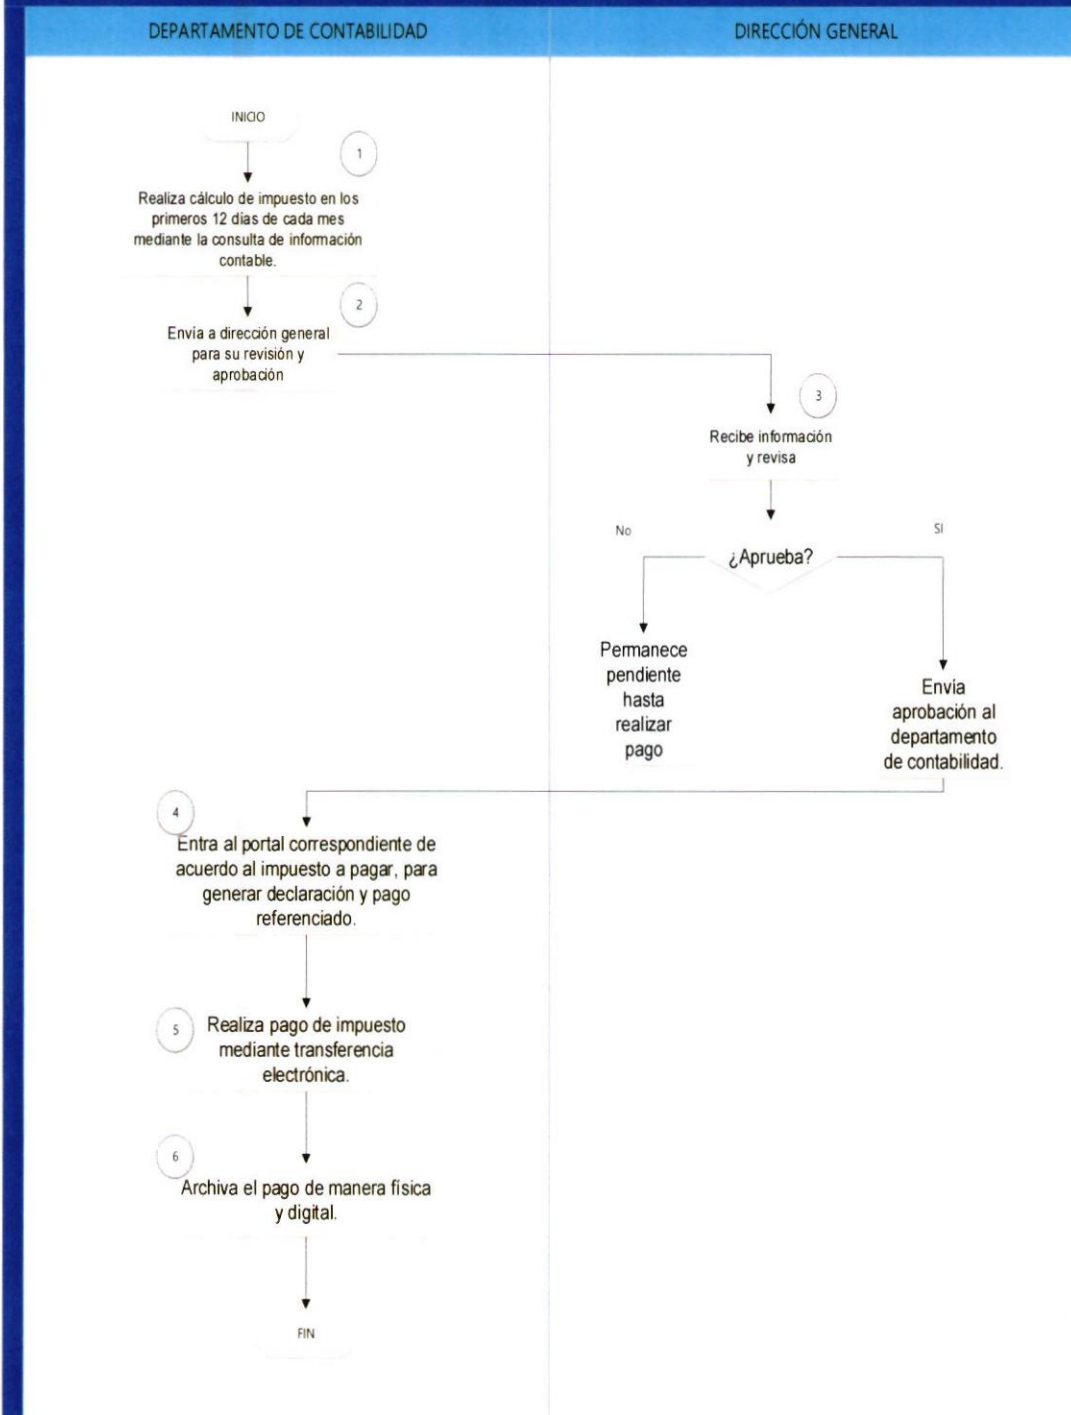 DEPARTAMENTO DE CONTABILIDAD
DIRECCIÓN GENERAL
INICIO
1
Realiza cálculo de impuesto en los
primeros 12 días de cada mes
mediante la consulta de información
contable.
2
Envía a dirección general
para su revisión y
aprobación
3
Recibe información
y revisa
No
SI
¿Aprueba?
Permanece
pendiente
hasta
realizar
pago
Envía
aprobación al
departamento
de contabilidad.
4
Entra al portal correspondiente de
acuerdo al impuesto a pagar, para
generar declaración y pago
referenciado.
5
Realiza pago de impuesto
mediante transferencia
electrónica.
6
Archiva el pago de manera física
y digital.
FIN